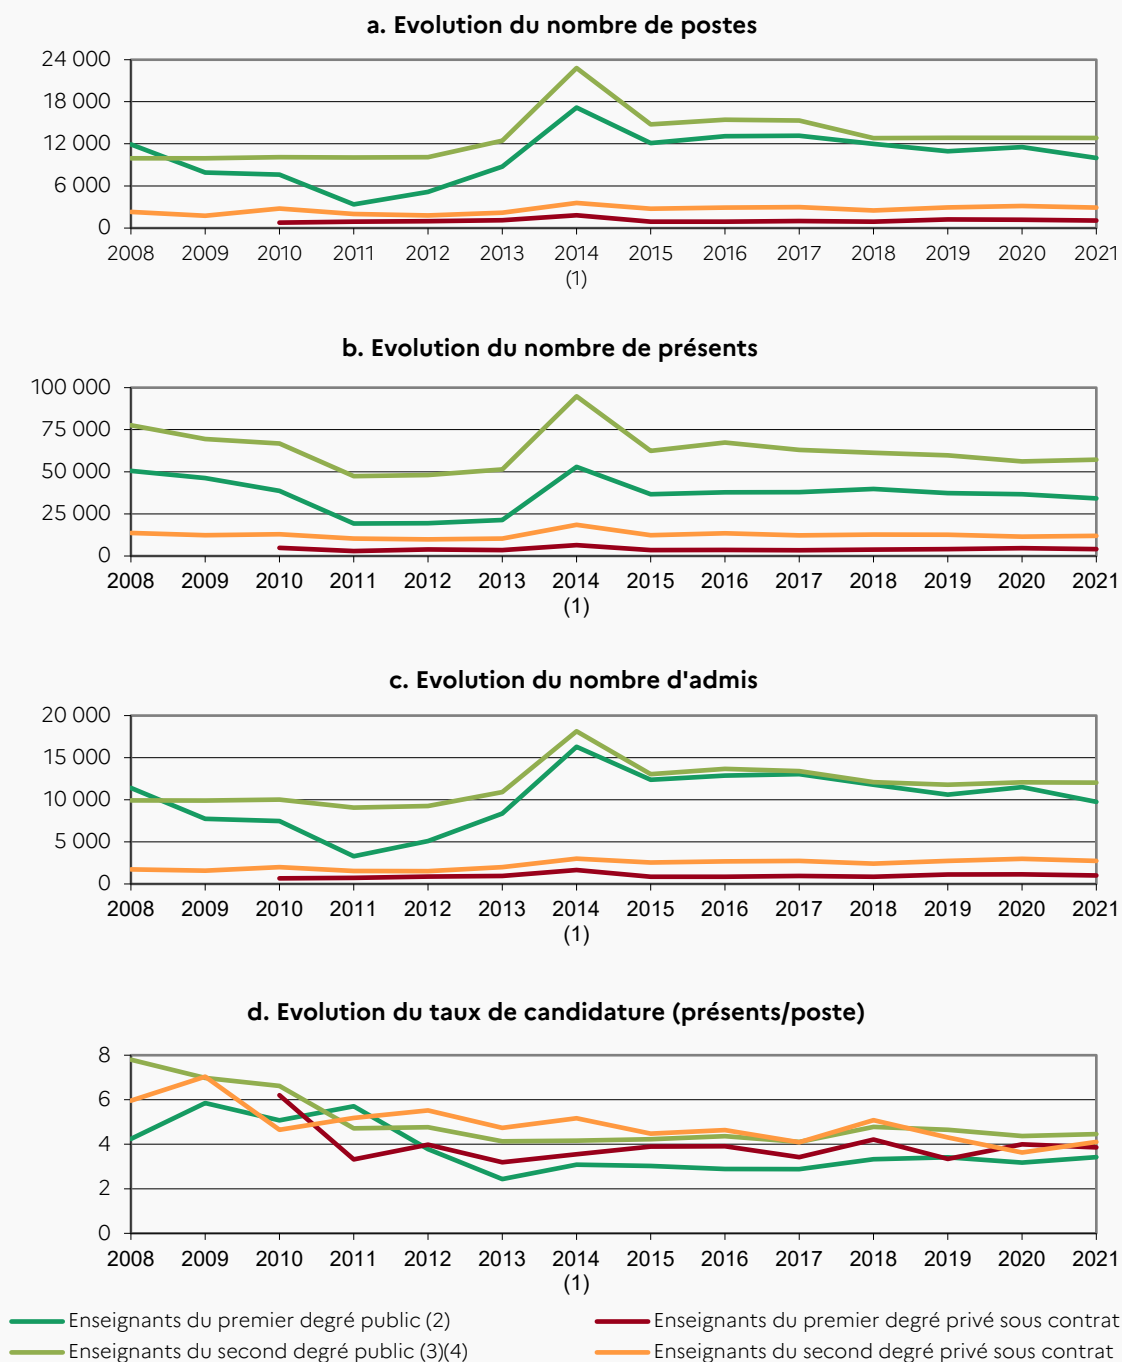 a. Evolution du nombre de postes
24 000
18 000
12 000
6 000
0
2008 2009 2010 2011 2012 2013 2014 2015 2016 2017 2018 2019 2020 2021
(1)
b. Evolution du nombre de présents
100 000
75 000
50 000
25 000
0
2008 2009 2010 2011 2012 2013 2014 2015 2016 2017 2018 2019 2020 2021
(1)
c. Evolution du nombre d'admis
20 000
15 000
10 000
5 000
0
2008 2009 2010 2011 2012 2013 2014 2015 2016 2017 2018 2019 2020 2021
(1)
d. Evolution du taux de candidature (présents/poste)
8
6
4
2
0
2008 2009 2010 2011 2012 2013 2014 2015 2016 2017 2018 2019 2020 2021
(1)
Enseignants du premier degré public (2) Enseignants du premier degré privé sous contrat
Enseignants du second degré public (3)(4) Enseignants du second degré privé sous contrat